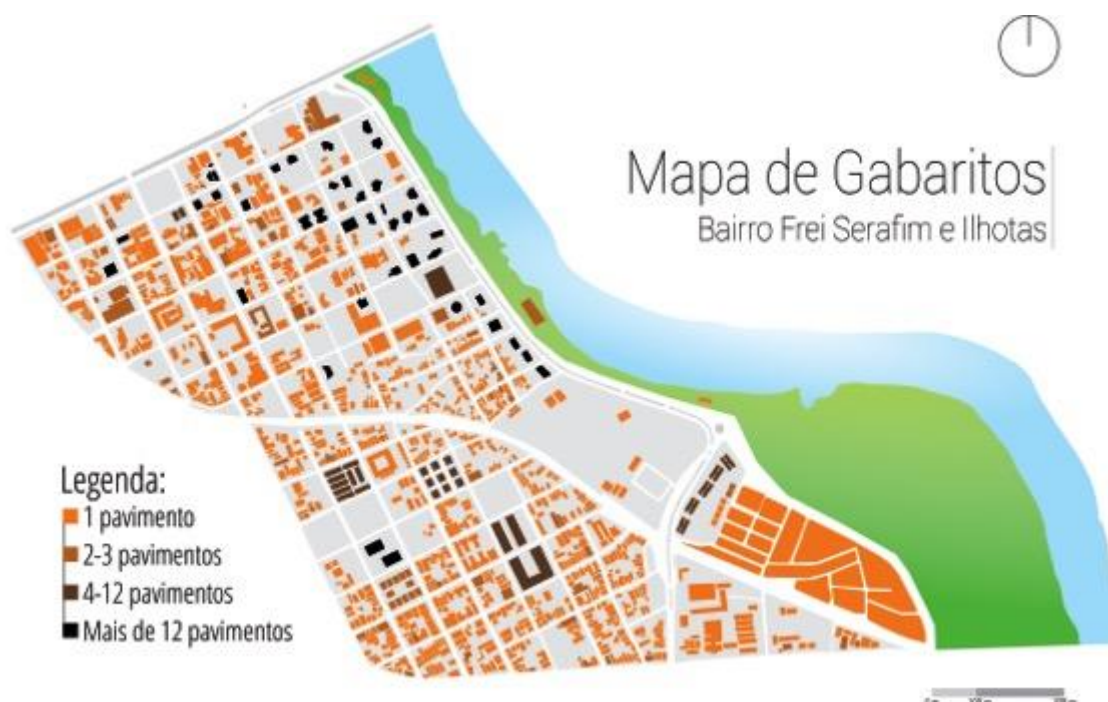 Mapa de Gabaritos
Bairro Frei Serafim e Ilhotas
Legenda:
1 pavimento
2-3 pavimentos
4-12 pavimentos
Mais de 12 pavimentos